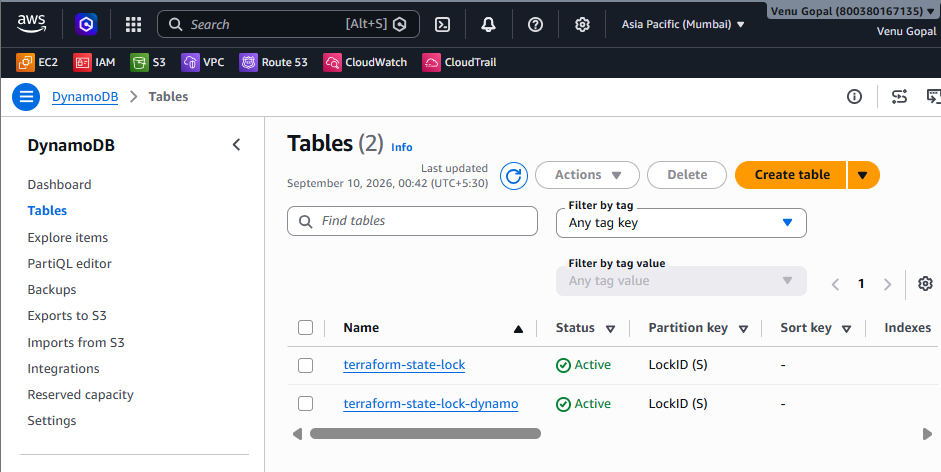 aws
Search [Alt+S]
Asia Pacific (Mumbai)
Venu Gopal (800380167135)
Venu Gopal
EC2 IAM S3 VPC Route 53 CloudWatch CloudTrail
DynamoDB > Tables
DynamoDB
Dashboard
Tables
Explore items
PartiQL editor
Backups
Exports to S3
Imports from S3
Integrations
Reserved capacity
Settings
Tables (2) Info
Last updated
September 10, 2026, 00:42 (UTC+5:30)
Actions Delete Create table
Find tables
Filter by tag
Any tag key
Filter by tag value
Any tag value
1
Name Status Partition key Sort key Indexes
terraform-state-lock Active LockID (S) -
terraform-state-lock-dynamo Active LockID (S) -